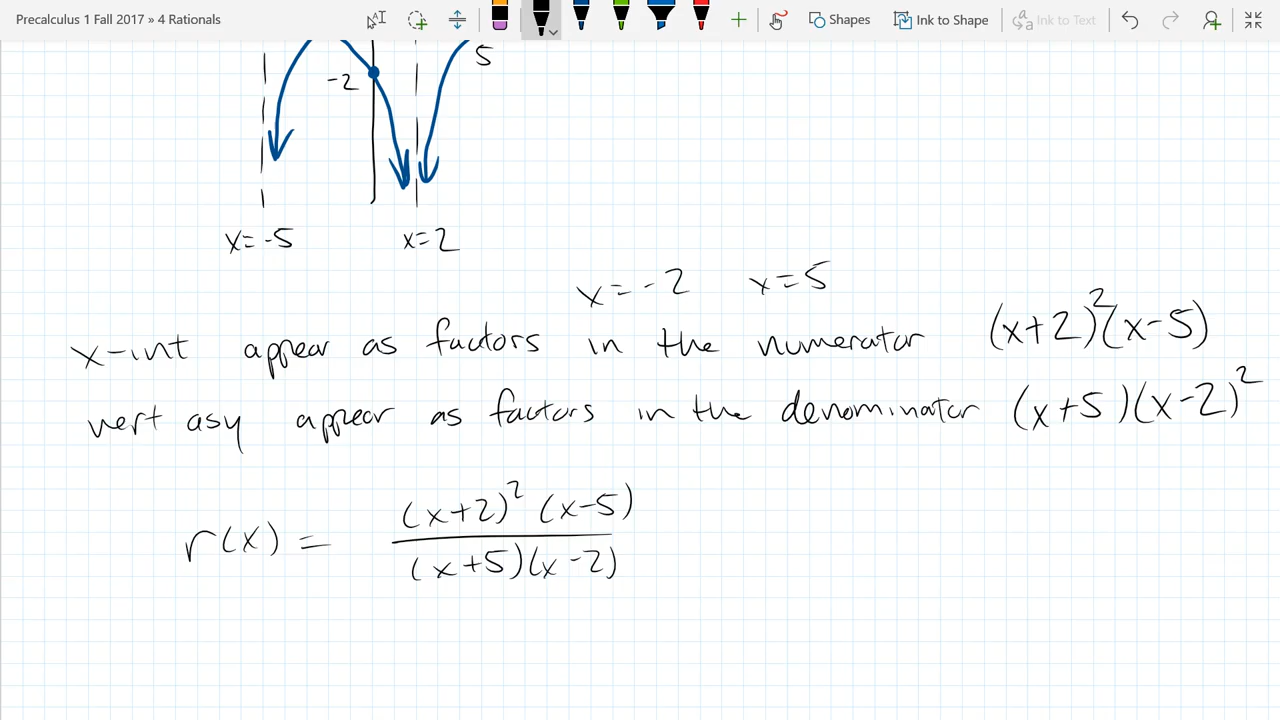 Precalculus 1 Fall 2017 » 4 Rationals
Shapes
Ink to Shape
Ink to Text
5
-2
x=-5
x=2
x=-2 x=5
x-int appear as factors in the numerator (x+2)²(x-5)
vert asy appear as factors in the denominator (x+5)(x-2)²
r(x) = (x+2)² (x-5)
(x+5)(x-2)